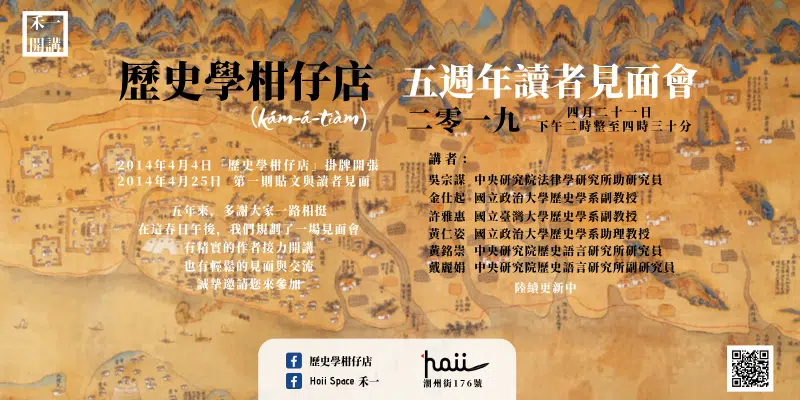 禾一
開講
歷史學柑仔店
(kám-á-tiàm)
五週年讀者見面會
二零一九
四月二十一日
下午二時整至四時三十分
2014年4月4日「歷史學柑仔店」掛牌開張
2014年4月25日 第一則貼文與讀者見面
五年來，多謝大家一路相挺
在這春日午後，我們規劃了一場見面會
有精實的作者接力開講
也有輕鬆的見面與交流
誠摯邀請您來參加
講者：
吳宗謀 中央研究院法律學研究所助研究員
金仕起 國立政治大學歷史學系副教授
許雅惠 國立臺灣大學歷史學系副教授
黃仁姿 國立政治大學歷史學系助理教授
黃銘崇 中央研究院歷史語言研究所研究員
戴麗娟 中央研究院歷史語言研究所副研究員
陸續更新中
歷史學柑仔店
Hoii Space 禾一
hoii
潮州街176號